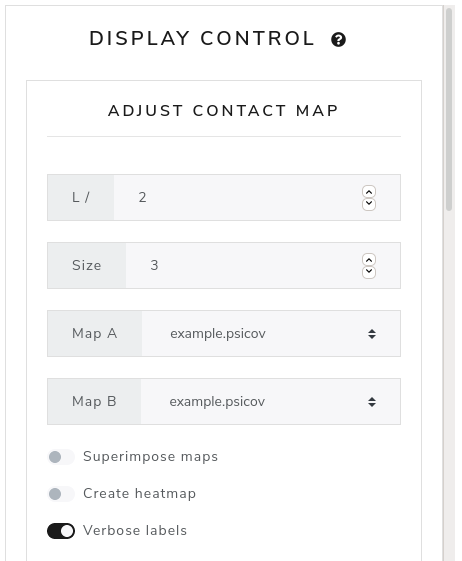 DISPLAY CONTROL ?
ADJUST CONTACT MAP
L / 2
Size 3
Map A example.psicov
Map B example.psicov
Superimpose maps
Create heatmap
Verbose labels